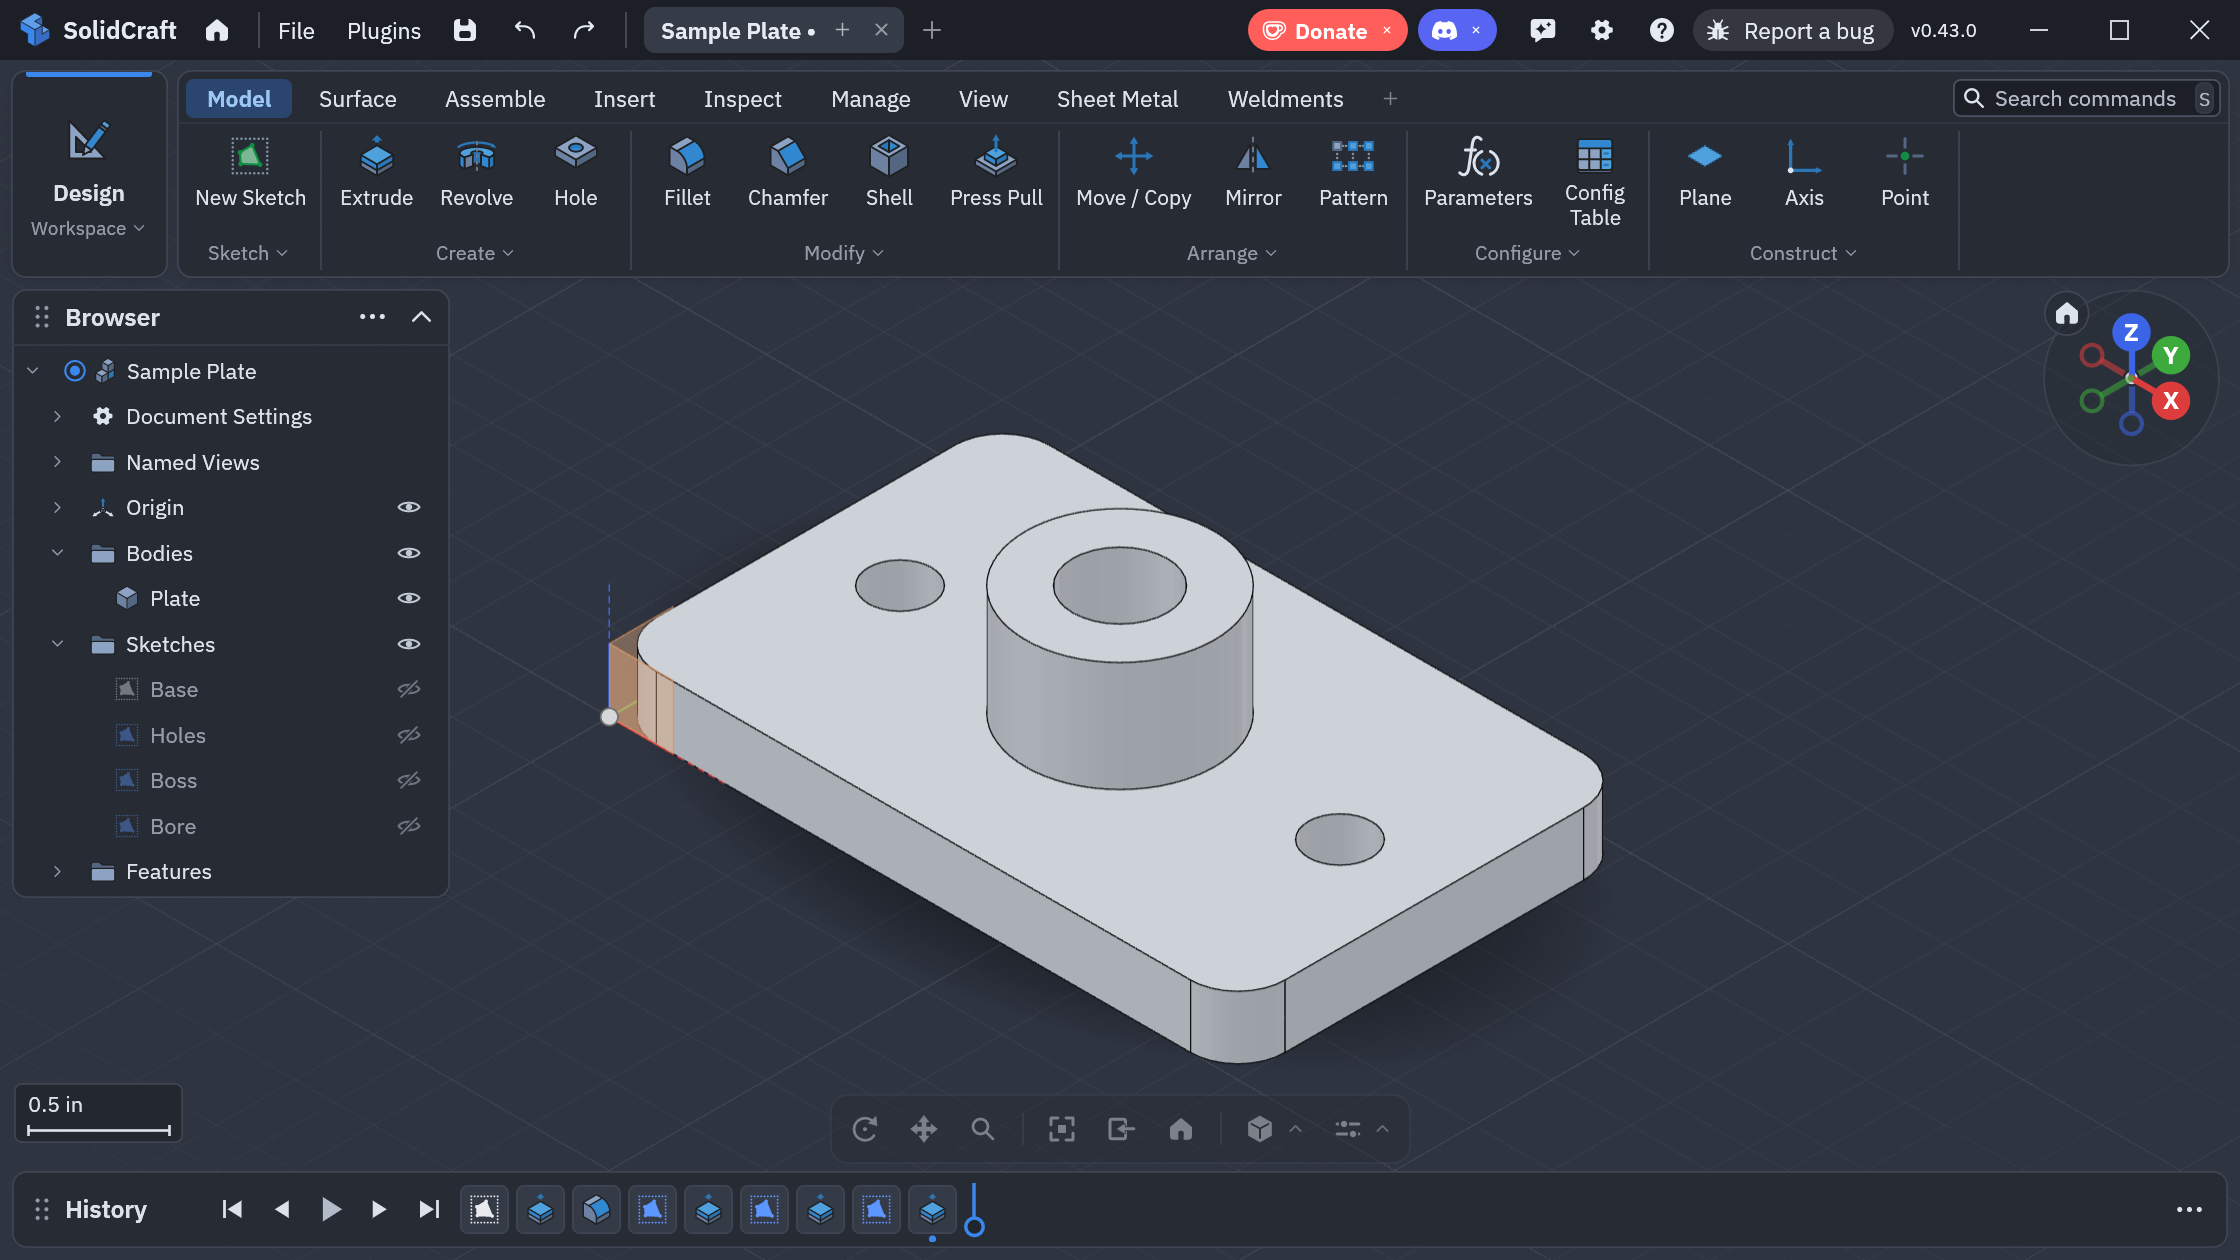 SolidCraft
File
Plugins
Sample Plate •
Donate
Report a bug
v0.43.0
Design
Workspace
Model
Surface
Assemble
Insert
Inspect
Manage
View
Sheet Metal
Weldments
Search commands
S
New Sketch
Extrude
Revolve
Hole
Fillet
Chamfer
Shell
Press Pull
Move / Copy
Mirror
Pattern
Parameters
Config
Table
Plane
Axis
Point
Sketch
Create
Modify
Arrange
Configure
Construct
Browser
Sample Plate
Document Settings
Named Views
Origin
Bodies
Plate
Sketches
Base
Holes
Boss
Bore
Features
Z
Y
X
0.5 in
History